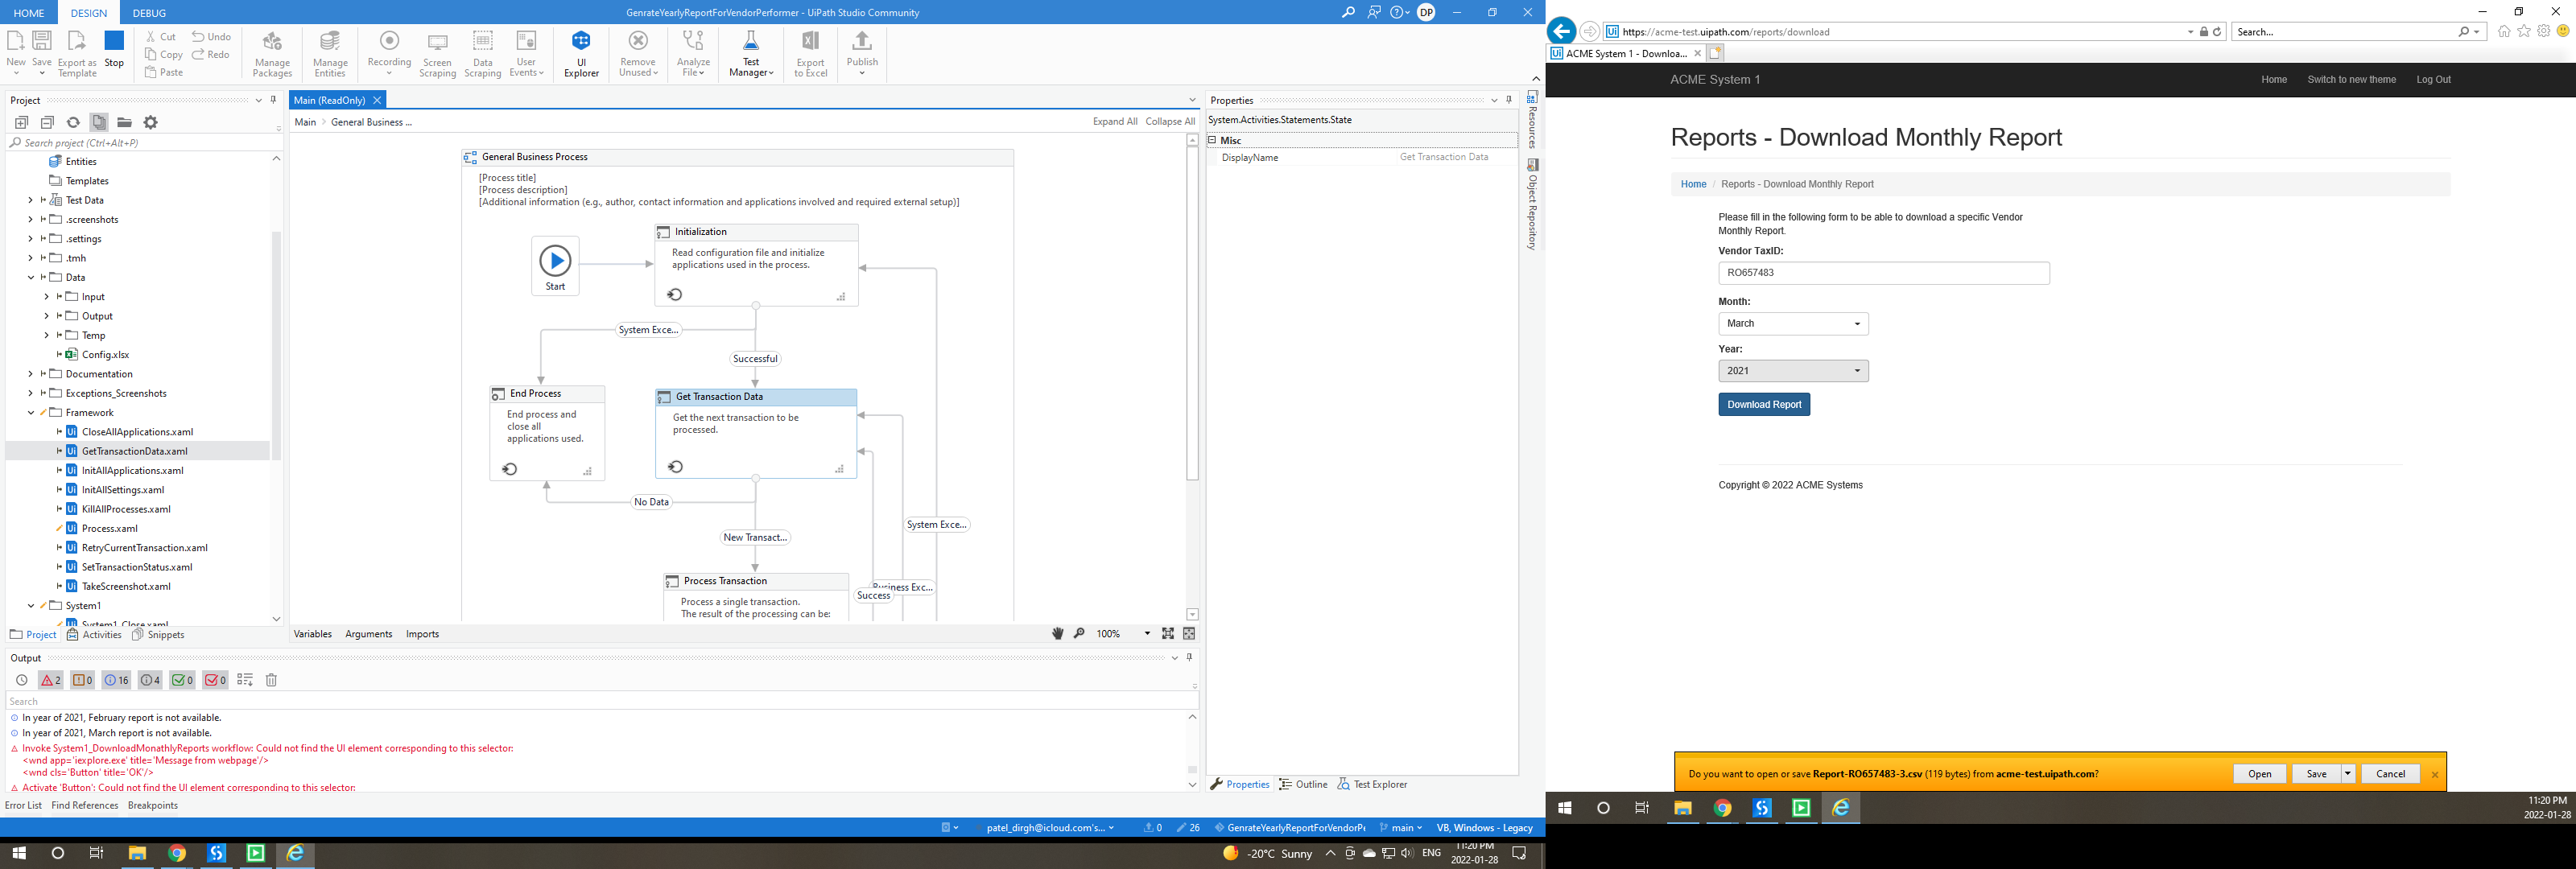 HOME DESIGN DEBUG GenrateYearlyReportForVendorPerformer - UiPath Studio Community DP
New Save Export as Template Stop
Cut Copy Paste Undo Redo
Manage Packages Manage Entities Recording Screen Scraping Data Scraping User Events UI Explorer Remove Unused Analyze File Test Manager Export to Excel Publish
Project
Search project (Ctrl+Alt+P)
Entities
Templates
Test Data
.screenshots
.settings
.tmh
Data
Input
Output
Temp
Config.xlsx
Documentation
Exceptions_Screenshots
Framework
CloseAllApplications.xaml
GetTransactionData.xaml
InitAllApplications.xaml
InitAllSettings.xaml
KillAllProcesses.xaml
Process.xaml
RetryCurrentTransaction.xaml
SetTransactionStatus.xaml
TakeScreenshot.xaml
System1
System1_Close.xaml
Project Activities Snippets
Main (ReadOnly)
Main General Business ... Expand All Collapse All
General Business Process
[Process title]
[Process description]
[Additional information (e.g., author, contact information and applications involved and required external setup)]
Start
Initialization
Read configuration file and initialize
applications used in the process.
System Exce...
Successful
End Process
End process and
close all
applications used.
Get Transaction Data
Get the next transaction to be
processed.
No Data
New Transact...
System Exce...
Business Exc...
Success
Process Transaction
Process a single transaction.
The result of the processing can be:
Variables Arguments Imports 100%
Properties
System.Activities.Statements.State
Misc
DisplayName Get Transaction Data
Properties Outline Test Explorer
Resources
Object Repository
Output
2 0 16 4 0 0
Search
In year of 2021, February report is not available.
In year of 2021, March report is not available.
Invoke System1_DownloadMonathlyReports workflow: Could not find the UI element corresponding to this selector:
<wnd app='iexplore.exe' title='Message from webpage'/>
<wnd cls='Button' title='OK'/>
Activate 'Button': Could not find the UI element corresponding to this selector:
Error List Find References Breakpoints
patel_dirgh@icloud.com's... 0 26 GenrateYearlyReportForVendorPe main VB, Windows - Legacy
-20°C Sunny ENG 11:20 PM
2022-01-28
https://acme-test.uipath.com/reports/download Search...
ACME System 1 - Downloa...
ACME System 1 Home Switch to new theme Log Out
Reports - Download Monthly Report
Home / Reports - Download Monthly Report
Please fill in the following form to be able to download a specific Vendor
Monthly Report.
Vendor TaxID:
RO657483
Month:
March
Year:
2021
Download Report
Copyright © 2022 ACME Systems
Do you want to open or save Report-RO657483-3.csv (119 bytes) from acme-test.uipath.com? Open Save Cancel
11:20 PM
2022-01-28